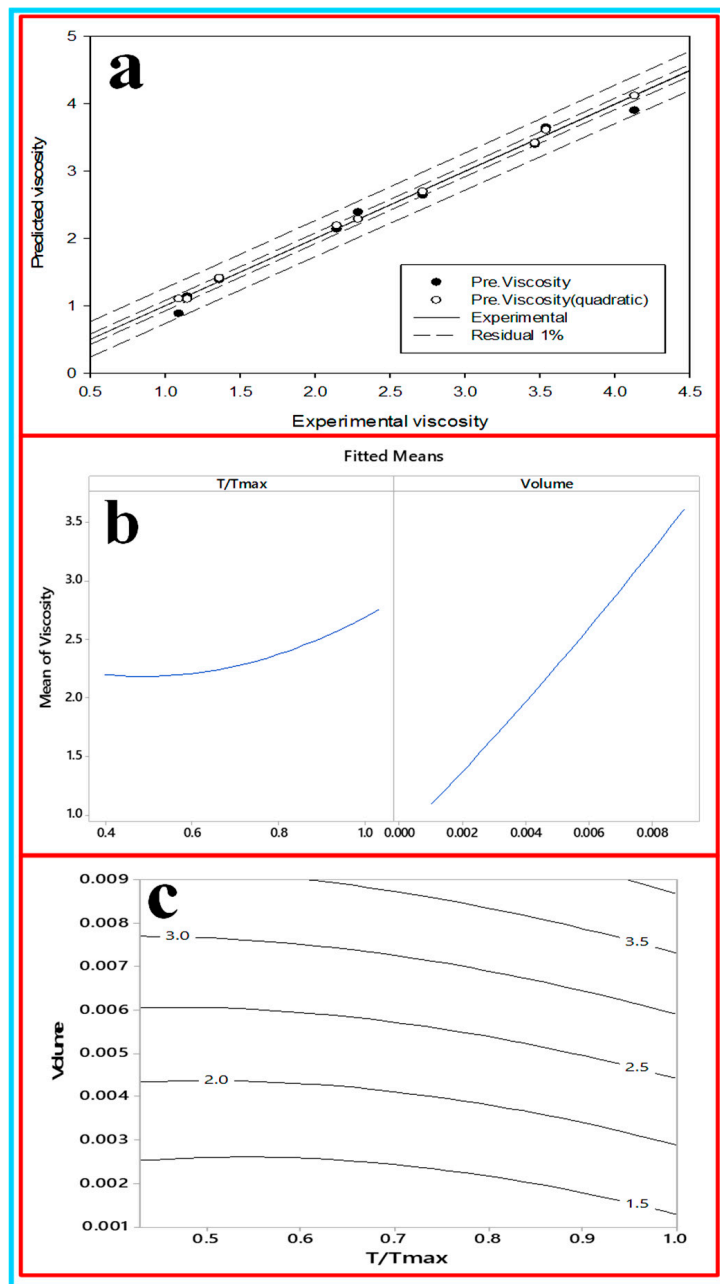 a
5
4
3
2
1
0
Predicted viscosity
Pre.Viscosity
Pre.Viscosity(quadratic)
Experimental
Residual 1%
0.5 1.0 1.5 2.0 2.5 3.0 3.5 4.0 4.5
Experimental viscosity
Fitted Means
T/Tmax Volume
b
3.5
3.0
2.5
2.0
1.5
1.0
Mean of Viscosity
0.4 0.6 0.8 1.0 0.000 0.002 0.004 0.006 0.008
c
0.009
0.008
0.007
0.006
0.005
0.004
0.003
0.002
0.001
Volume
3.5
3.0
2.5
2.0
1.5
0.5 0.6 0.7 0.8 0.9 1.0
T/Tmax